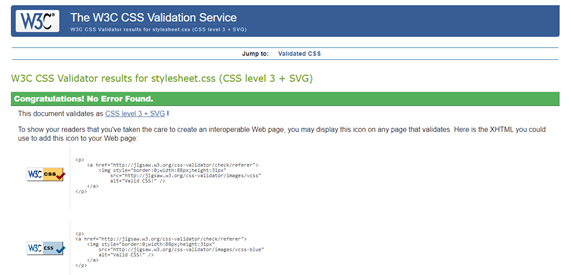 W3C® The W3C CSS Validation Service
W3C CSS Validator results for stylesheet.css (CSS level 3 + SVG)
Jump to: Validated CSS
W3C CSS Validator results for stylesheet.css (CSS level 3 + SVG)
Congratulations! No Error Found.
This document validates as CSS level 3 + SVG !
To show your readers that you've taken the care to create an interoperable Web page, you may display this icon on any page that validates. Here is the XHTML you could
use to add this icon to your Web page:
W3C css
<p>
<a href="http://jigsaw.w3.org/css-validator/check/referer">
<img style="border:0;width:88px;height:31px"
src="http://jigsaw.w3.org/css-validator/images/vcss"
alt="Valid CSS!" />
</a>
</p>
W3C css
<p>
<a href="http://jigsaw.w3.org/css-validator/check/referer">
<img style="border:0;width:88px;height:31px"
src="http://jigsaw.w3.org/css-validator/images/vcss-blue"
alt="Valid CSS!" />
</a>
</p>